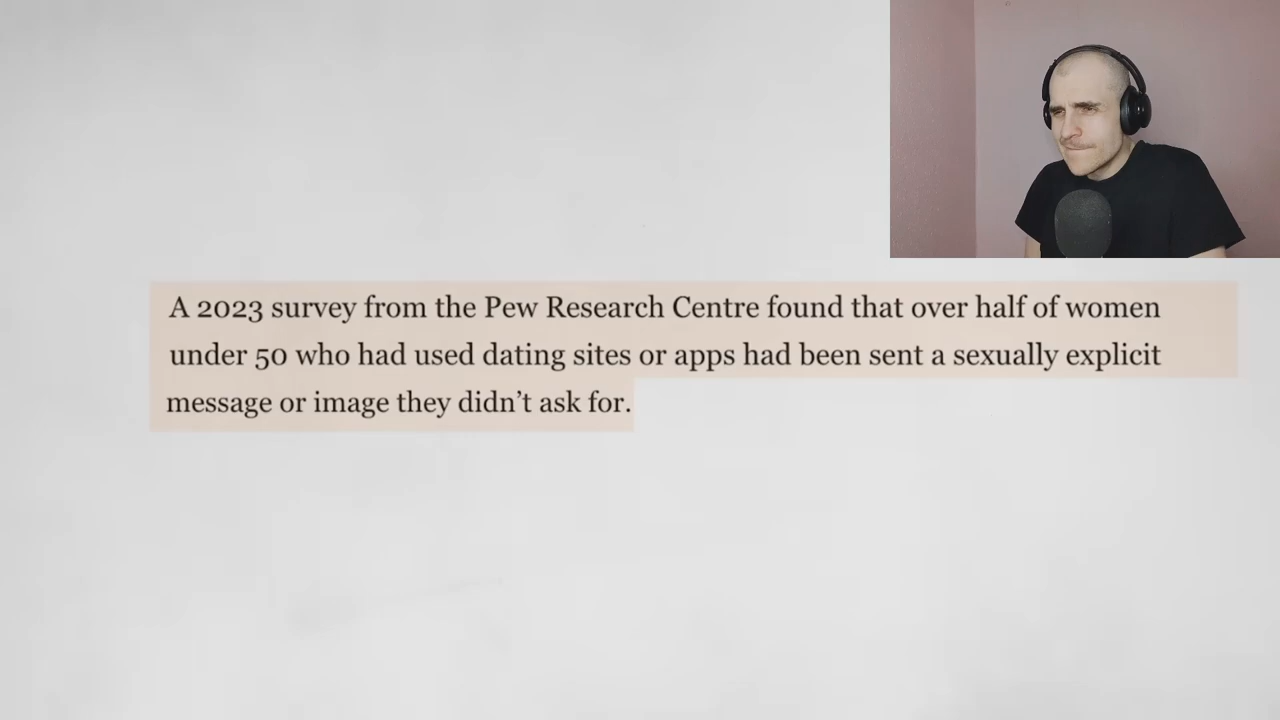 A 2023 survey from the Pew Research Centre found that over half of women
under 50 who had used dating sites or apps had been sent a sexually explicit
message or image they didn’t ask for.